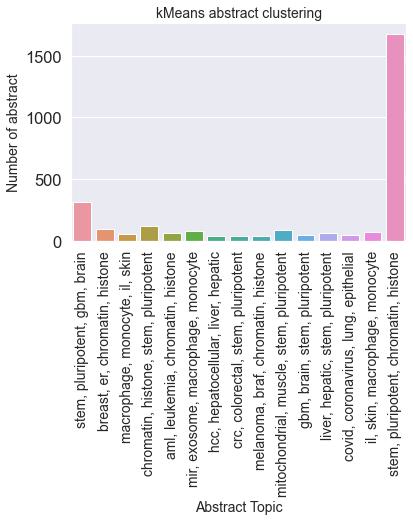 kMeans abstract clustering
Number of abstract
1500
1000
500
0
stem, pluripotent, gbm, brain
breast, er, chromatin, histone
macrophage, monocyte, il, skin
chromatin, histone, stem, pluripotent
aml, leukemia, chromatin, histone
mir, exosome, macrophage, monocyte
hcc, hepatocellular, liver, hepatic
crc, colorectal, stem, pluripotent
melanoma, braf, chromatin, histone
mitochondrial, muscle, stem, pluripotent
gbm, brain, stem, pluripotent
liver, hepatic, stem, pluripotent
covid, coronavirus, lung, epithelial
il, skin, macrophage, monocyte
stem, pluripotent, chromatin, histone
Abstract Topic